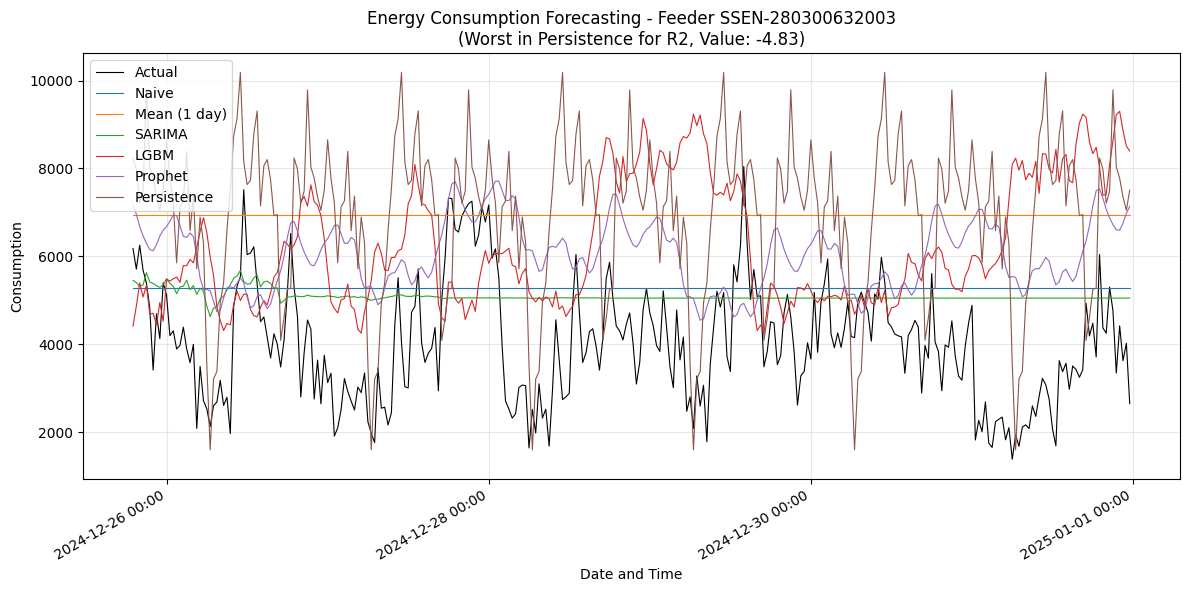 Energy Consumption Forecasting - Feeder SSEN-280300632003
(Worst in Persistence for R2, Value: -4.83)
Actual
Naive
Mean (1 day)
SARIMA
LGBM
Prophet
Persistence
10000
8000
6000
4000
2000
Consumption
2024-12-26 00:00
2024-12-28 00:00
2024-12-30 00:00
2025-01-01 00:00
Date and Time